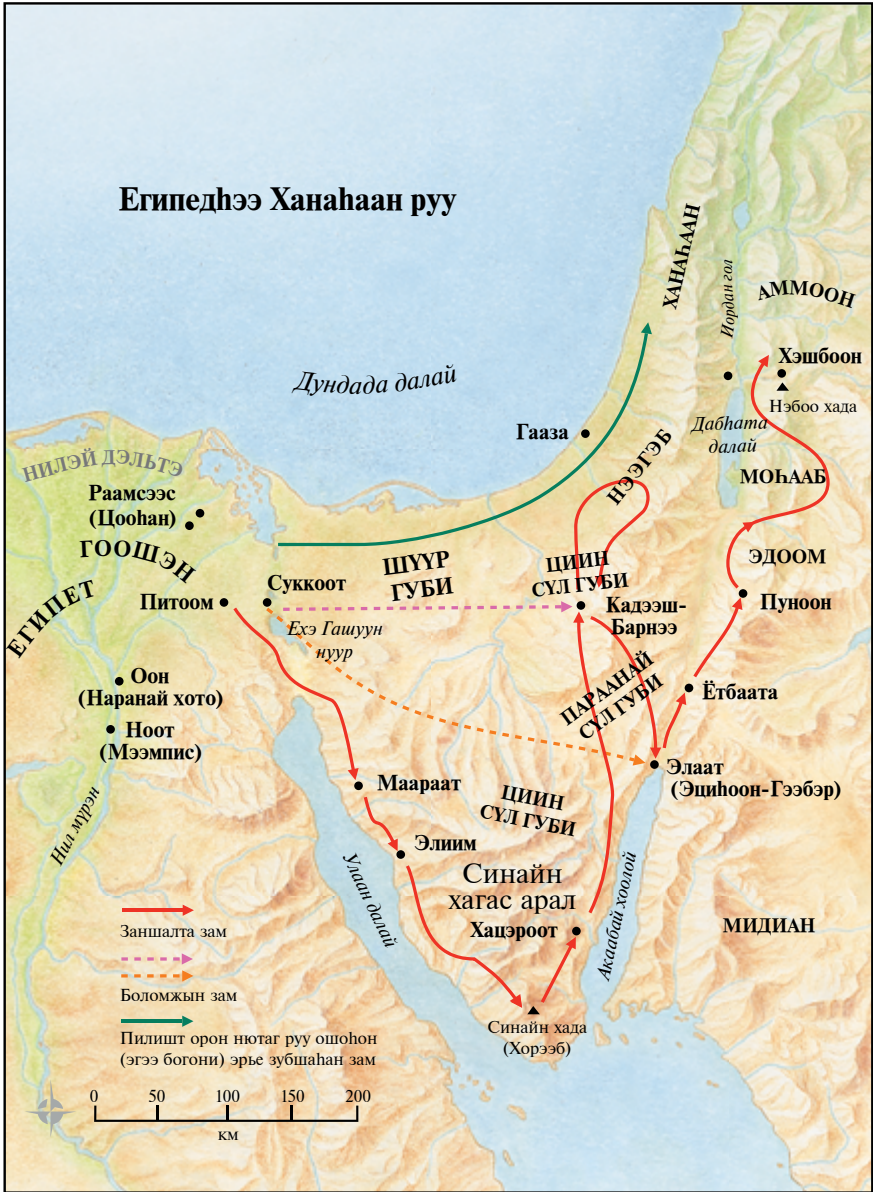 Египедһээ Ханаһаан руу
ХАНАҺААН
Иордан гол
АММООН
Хэшбоон
Нэбоо хада
Дундада далай
Гааза
Дабһата
далай
НЭЭГЭБ
МОҺААБ
НИЛЭЙ ДЭЛЬТЭ
Раамсээс
(Цооһан)
ГООШЭН
ЕГИПЕТ
ШҮҮР
ГУБИ
ЦИИН
СҮЛ ГУБИ
ЭДООМ
Питоом
Суккоот
Кадээш-
Барнээ
Пуноон
Ехэ Гашуун
нуур
Оон
(Наранай хото)
ПАРААНАЙ
СҮЛ ГУБИ
Ётбаата
Ноот
(Мээмпис)
Элаат
(Эциһоон-Гээбэр)
Маараат
ЦИИН
СҮЛ ГУБИ
Нил мүрэн
Элиим
Улаан далай
Синайн
хагас арал
Хацэроот
Акаабай хоолой
МИДИАН
Заншалта зам
Боломжын зам
Синайн хада
(Хорээб)
Пилишт орон нютаг руу ошоһон
(эгээ богони) эрье зубшаһан зам
0 50 100 150 200
км